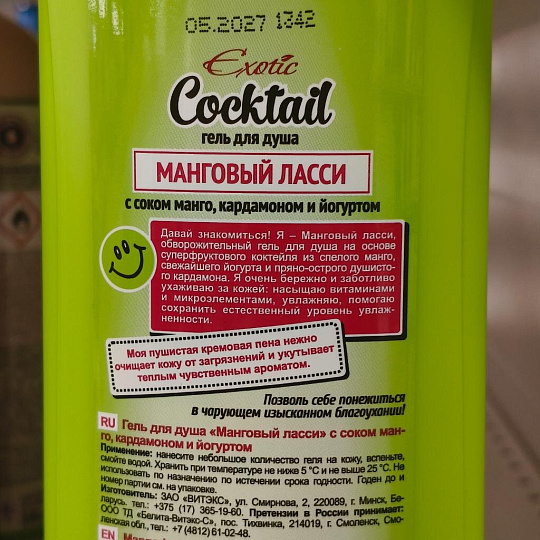 05.2027 1342
Exotic
Cocktail
гель для душа
МАНГОВЫЙ ЛАССИ
с соком манго, кардамоном и йогуртом
Давай знакомиться! Я – Манговый ласси,
обворожительный гель для душа на основе
суперфруктового коктейля из спелого манго,
свежайшего йогурта и пряно-острого душисто-
го кардамона. Я очень бережно и заботливо
ухаживаю за кожей: насыщаю витаминами
и микроэлементами, увлажняю, помогаю
сохранить естественный уровень увлаж-
ненности.
Моя пушистая кремовая пена нежно
очищает кожу от загрязнений и укутывает
теплым чувственным ароматом.
Позволь себе понежиться
в чарующем изысканном благоухании!
RU Гель для душа «Манговый ласси» с соком ман-
го, кардамоном и йогуртом
Применение: нанесите небольшое количество геля на кожу, вспеньте,
смойте водой. Хранить при температуре не ниже 5 °С и не выше 25 °С. Не
использовать по назначению по истечении срока годности. Годен до и
номер партии см. на упаковке.
Изготовитель: ЗАО «ВИТЭКС», ул. Смирнова, 2, 220089, г. Минск, Бе-
ларусь. тел.: +375 (17) 365-19-60. Претензии в России принимает:
ООО ТД «Белита-Витэкс-С», пос. Тихвинка, 214019, г. Смоленск, Смо-
ленская обл., тел.: +7 (4812) 61-02-48.
EN